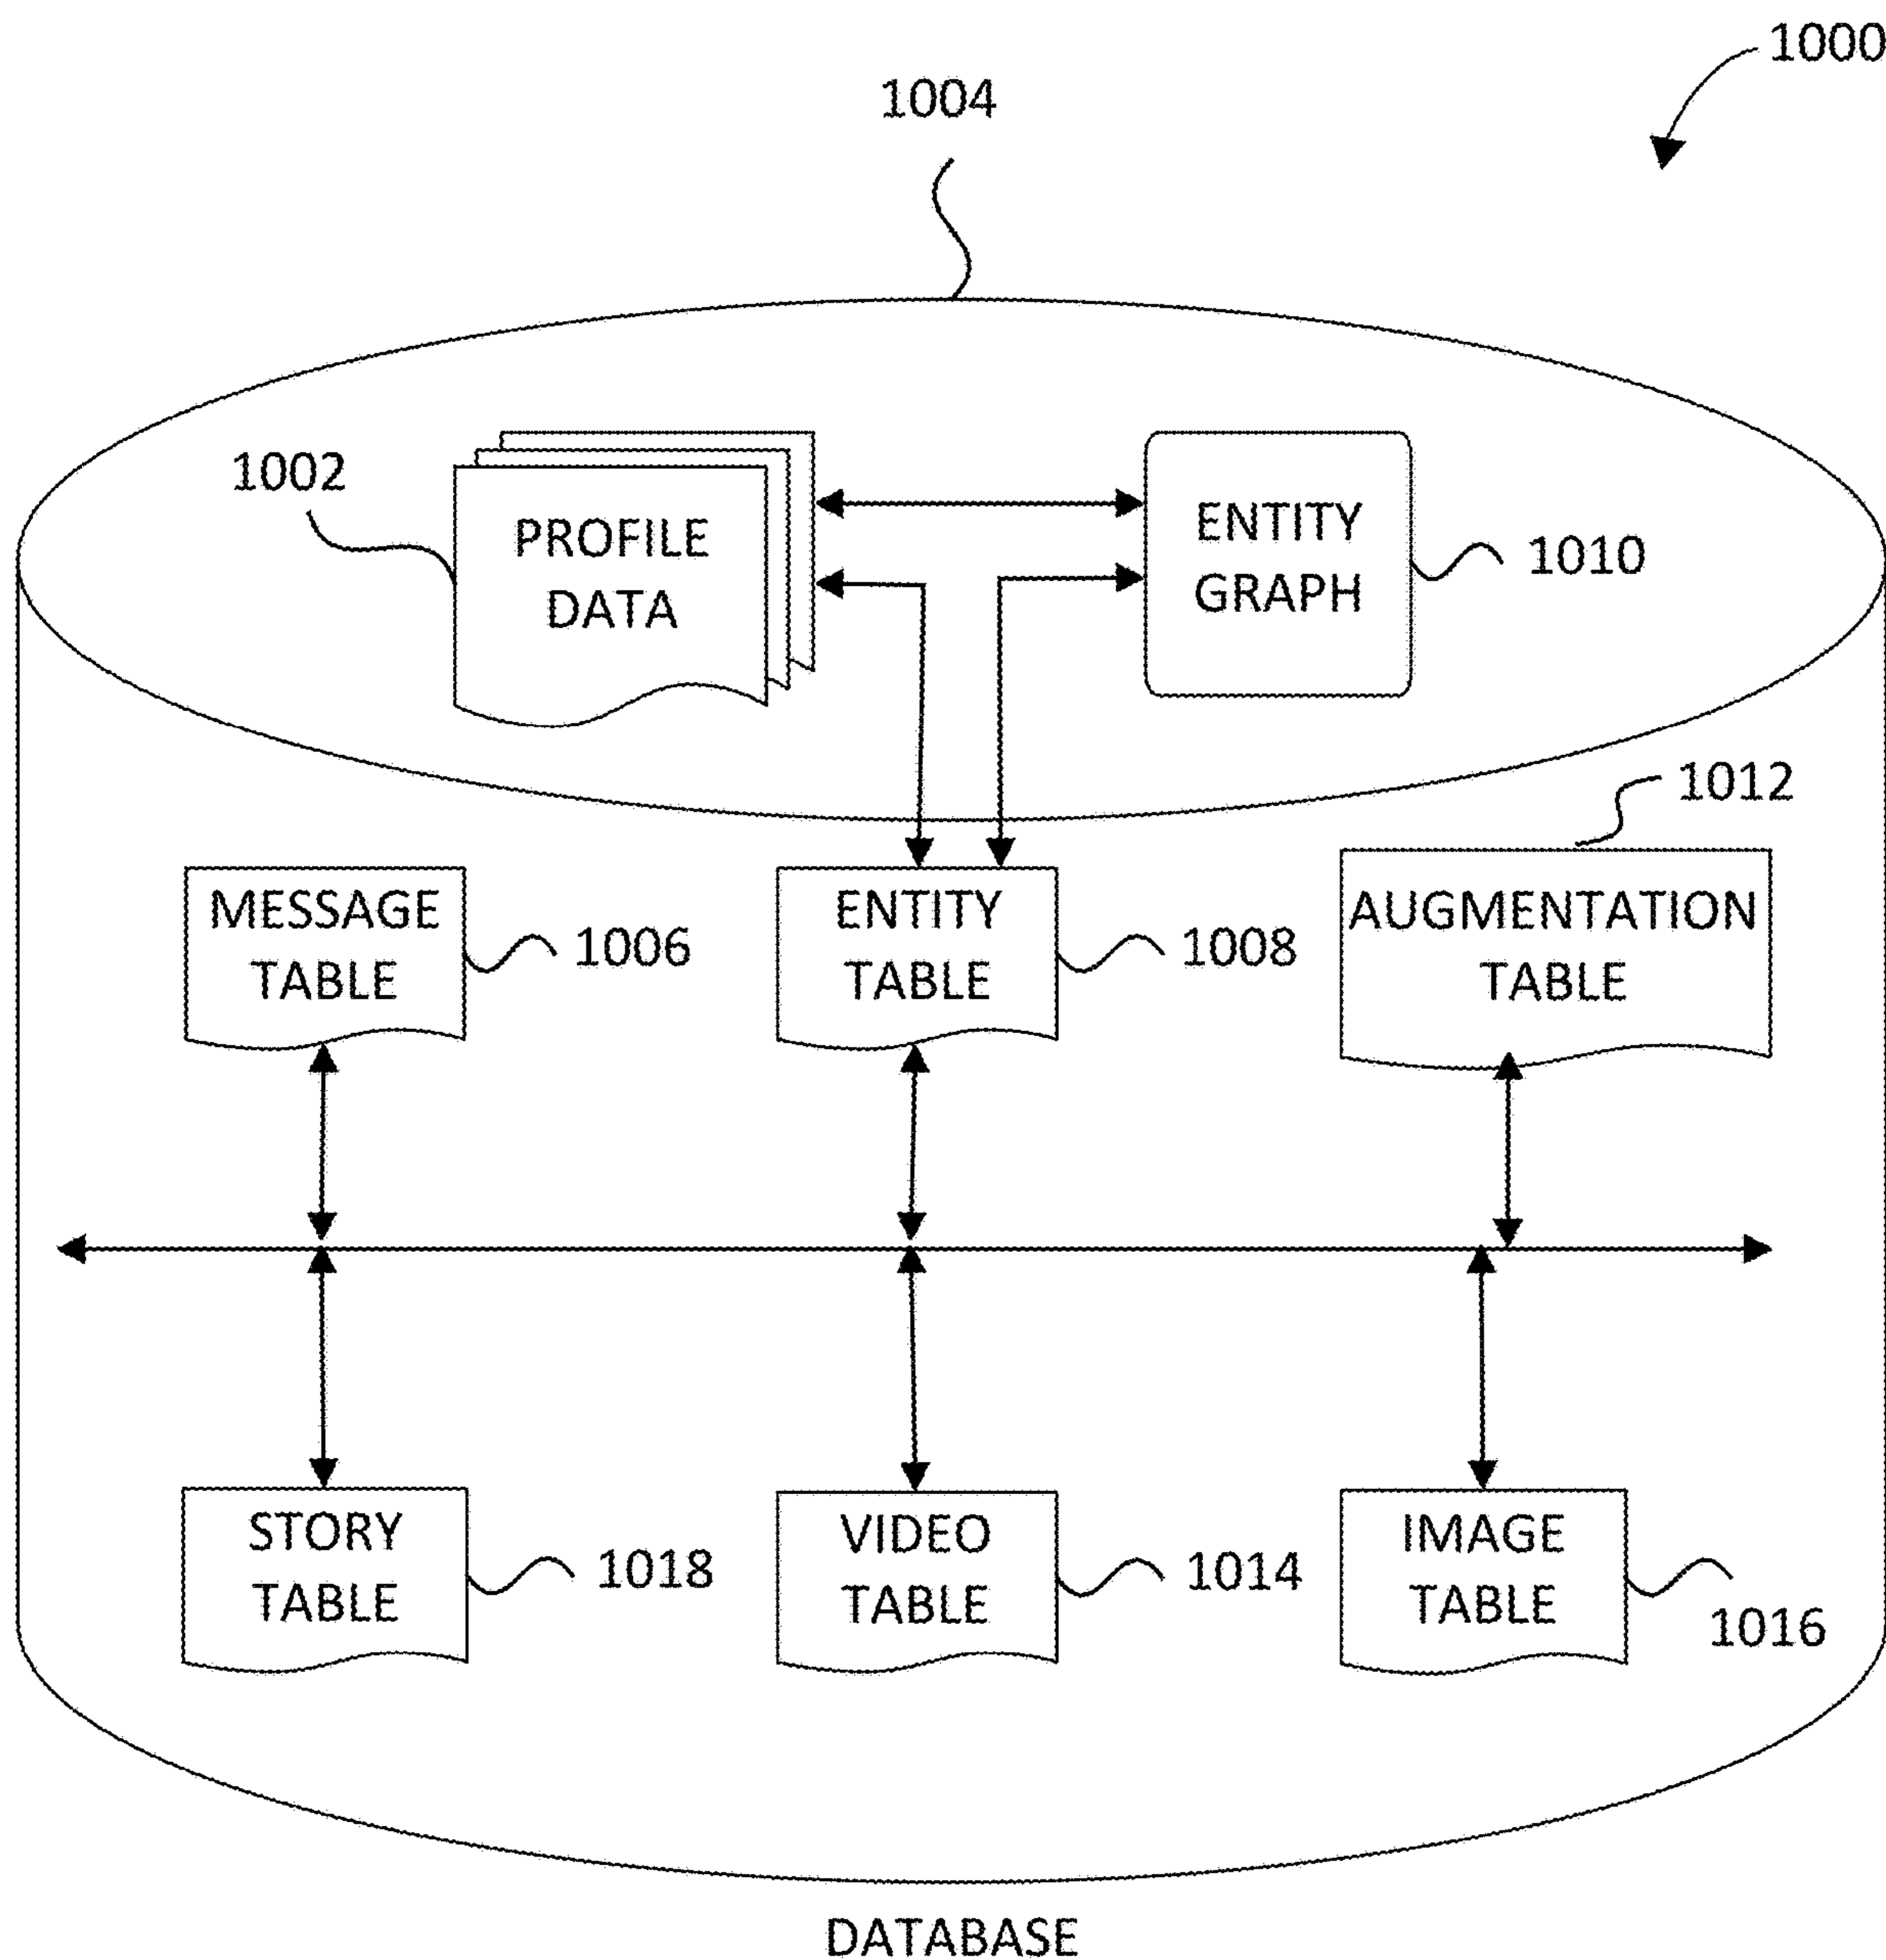 1000
1004
1002
PROFILE
DATA
ENTITY
GRAPH
1010
1012
MESSAGE
TABLE
1006
ENTITY
TABLE
1008
AUGMENTATION
TABLE
STORY
TABLE
1018
VIDEO
TABLE
1014
IMAGE
TABLE
1016
DATABASE